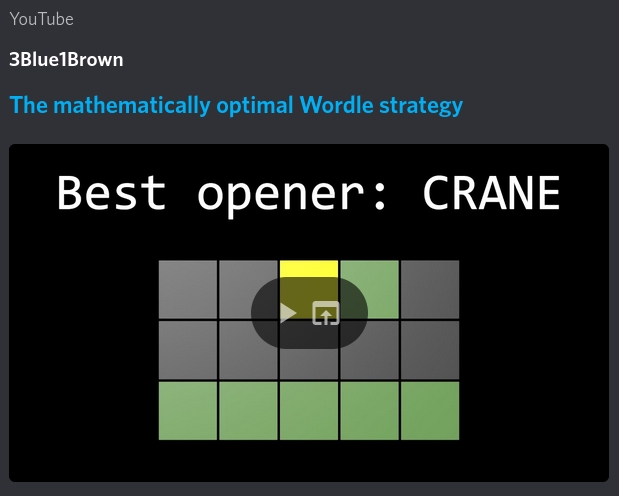 YouTube
3Blue1Brown
The mathematically optimal Wordle strategy
Best opener: CRANE